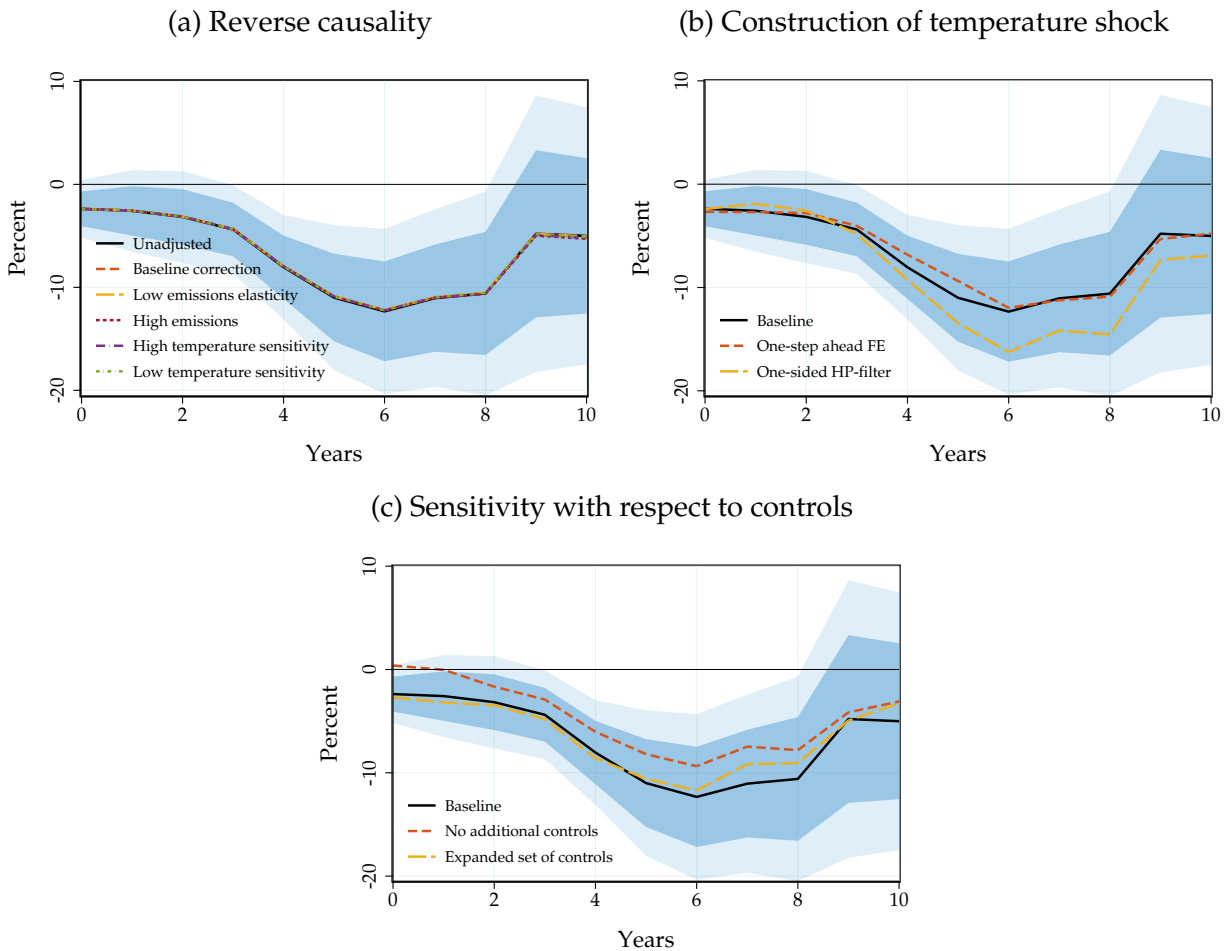 (a) Reverse causality
Percent
10
0
-10
-20
Unadjusted
Baseline correction
Low emissions elasticity
High emissions
High temperature sensitivity
Low temperature sensitivity
0 2 4 6 8 10
Years
(b) Construction of temperature shock
Percent
10
0
-10
-20
Baseline
One-step ahead FE
One-sided HP-filter
0 2 4 6 8 10
Years
(c) Sensitivity with respect to controls
Percent
10
0
-10
-20
Baseline
No additional controls
Expanded set of controls
0 2 4 6 8 10
Years